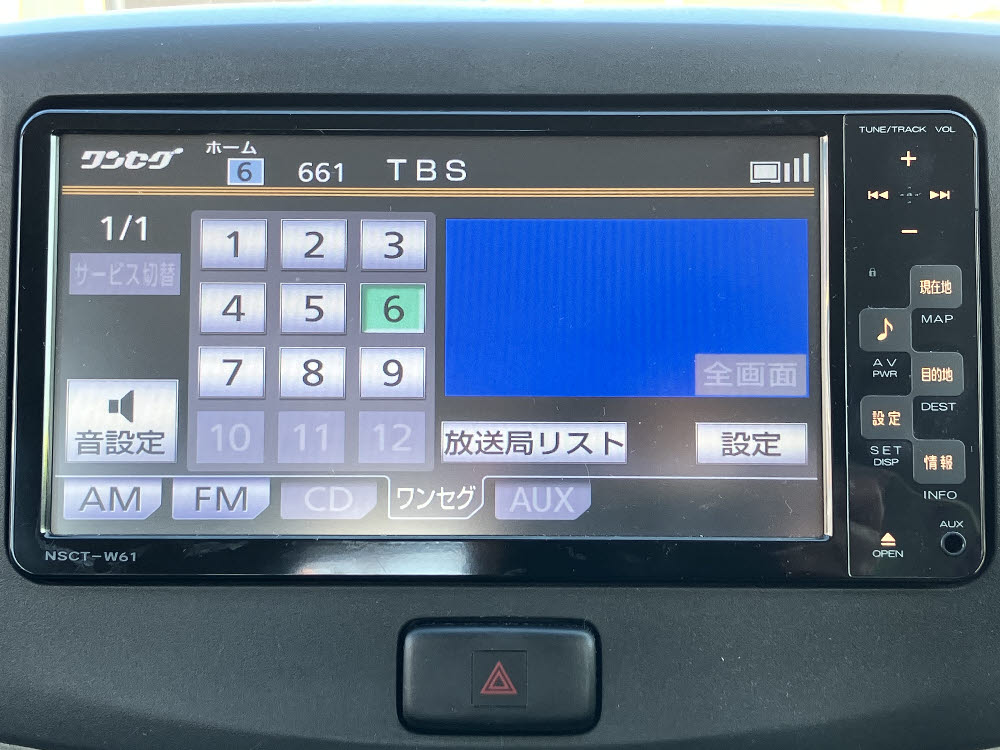 ワンセグ ホーム 6 661 TBS
1/1
サービス切替
1 2 3
4 5 6
7 8 9
10 11 12
音設定
全画面
放送局リスト 設定
AM FM CD ワンセグ AUX
NSCT-W61
TUNE/TRACK VOL
+
−
現在地
MAP
AV
PWR
目的地
DEST
設定
SET
DISP
情報
INFO
OPEN
AUX